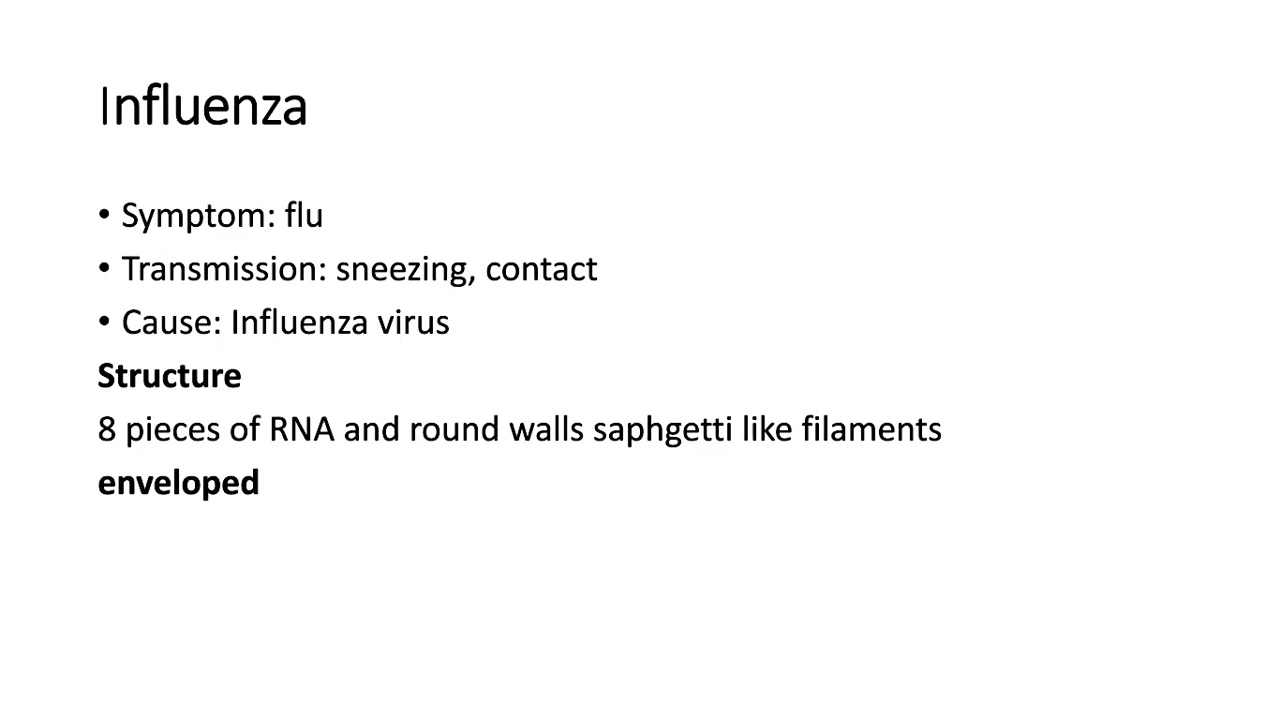 Influenza
• Symptom: flu
• Transmission: sneezing, contact
• Cause: Influenza virus
Structure
8 pieces of RNA and round walls saphgetti like filaments
enveloped